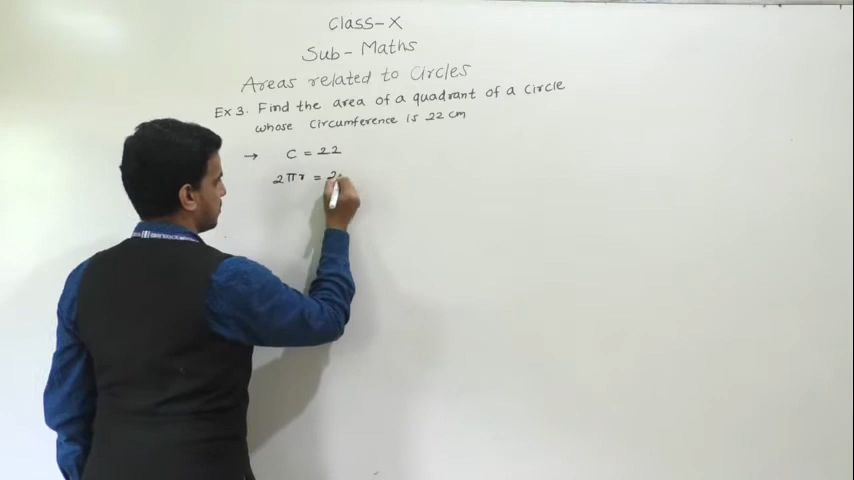 Class-X
Sub- Maths
Areas related to Circles
Ex 3. Find the area of a quadrant of a circle
whose circumference is 22 cm
→ C = 22
2πr = 2